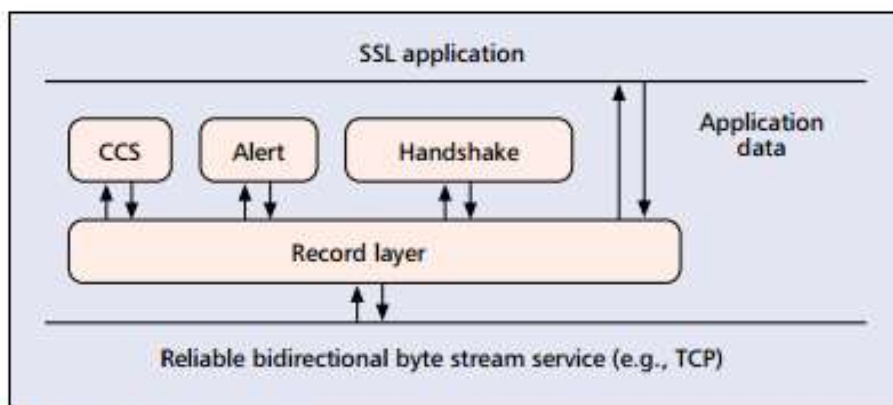 SSL application
CCS
Alert
Handshake
Application
data
Record layer
Reliable bidirectional byte stream service (e.g., TCP)